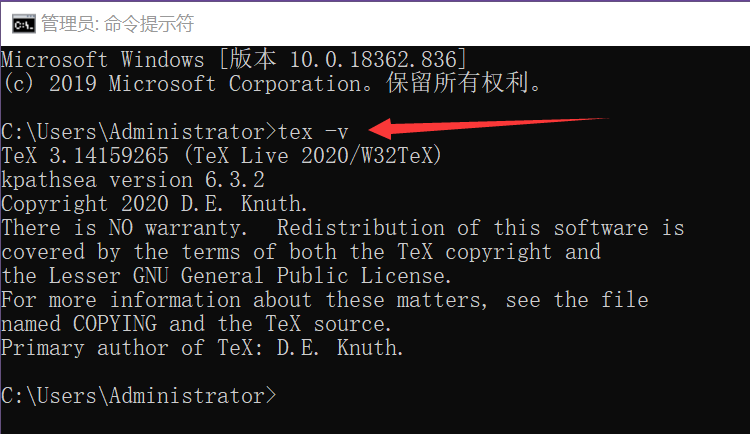 管理员: 命令提示符
Microsoft Windows [版本 10.0.18362.836]
(c) 2019 Microsoft Corporation。保留所有权利。
C:\Users\Administrator>tex -v
TeX 3.14159265 (TeX Live 2020/W32TeX)
kpathsea version 6.3.2
Copyright 2020 D.E. Knuth.
There is NO warranty.  Redistribution of this software is
covered by the terms of both the TeX copyright and
the Lesser GNU General Public License.
For more information about these matters, see the file
named COPYING and the TeX source.
Primary author of TeX: D.E. Knuth.
C:\Users\Administrator>